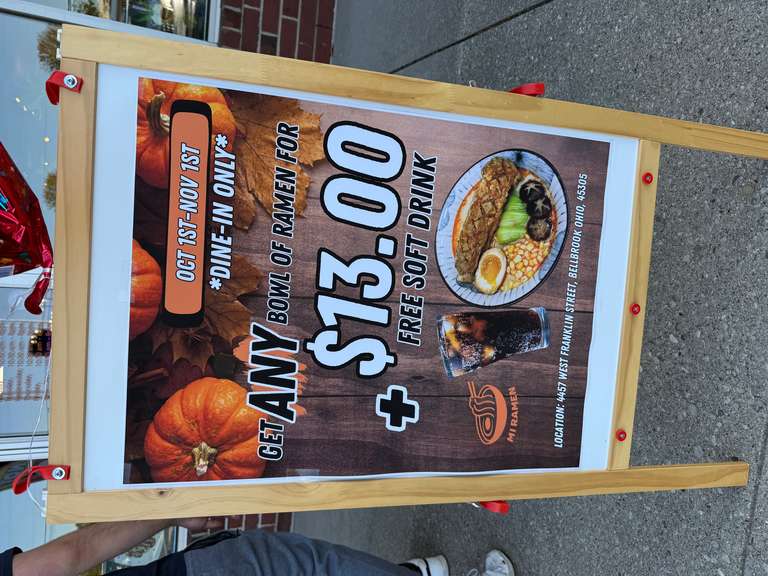 OCT 1ST-NOV 1ST
*DINE-IN ONLY*
GET ANY BOWL OF RAMEN FOR
$13.00
+ FREE SOFT DRINK
MI RAMEN
LOCATION: 4457 WEST FRANKLIN STREET, BELLBROOK OHIO, 45305